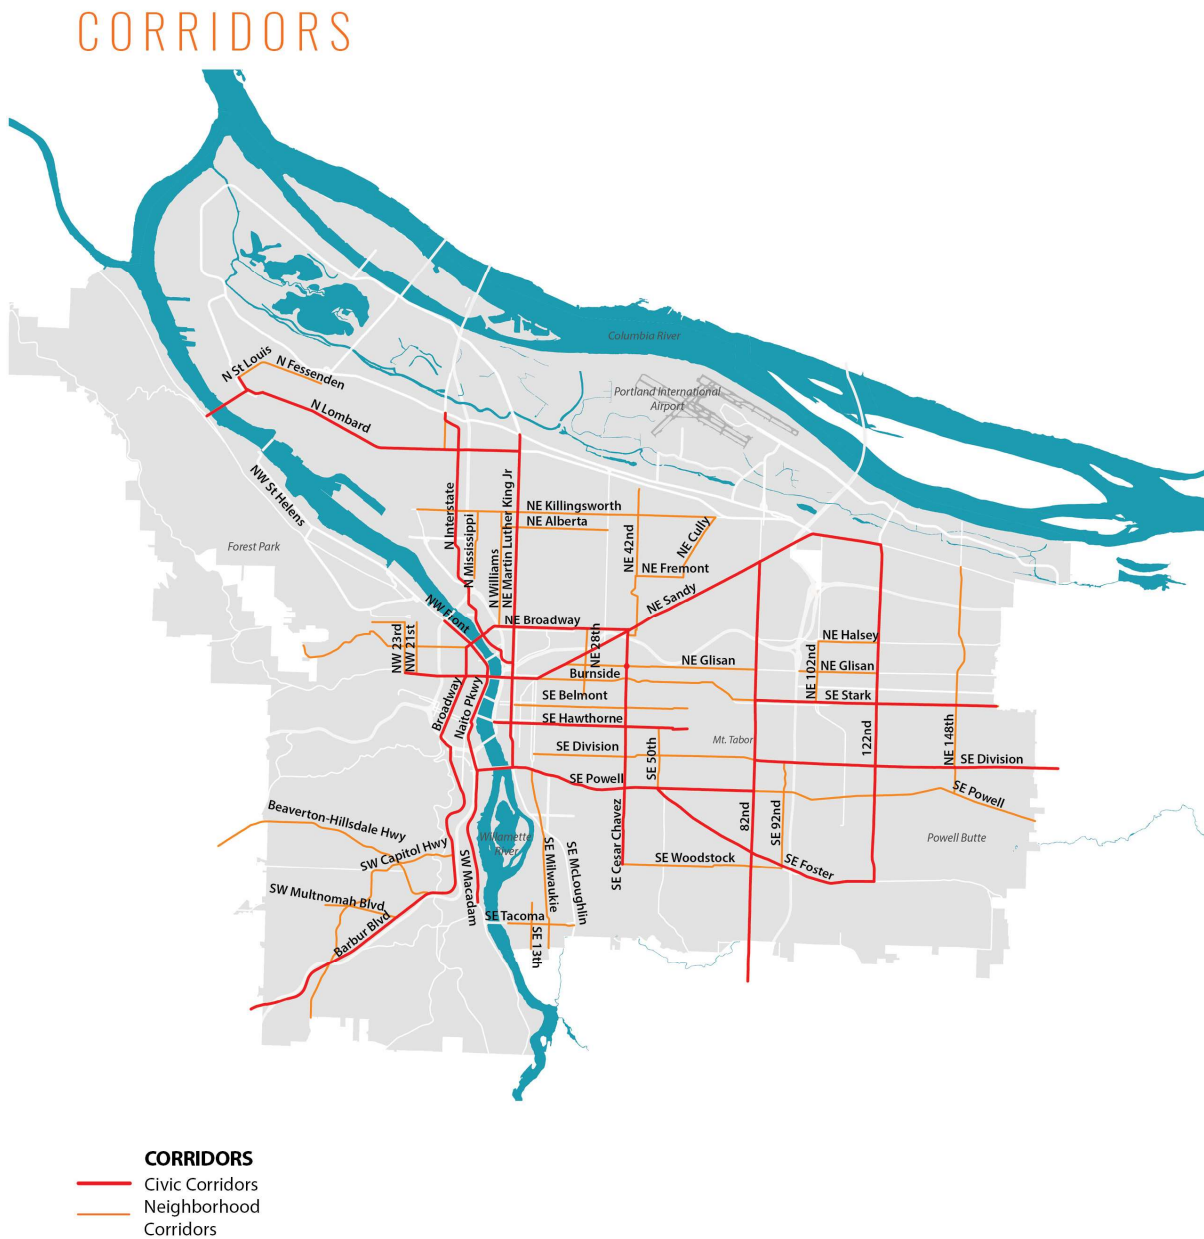 CORRIDORS
Columbia River
Portland International
Airport
N St Louis
N Fessenden
N Lombard
NW St Helens
Forest Park
N Interstate
N Mississippi
N Williams
NE Martin Luther King Jr
NE Killingsworth
NE Alberta
NE 42nd
NE Cully
NE Fremont
NE Sandy
NW Front
NE Broadway
NW 23rd
NW 21st
NE 28th
NE Halsey
NE Glisan
NE 102nd
NE Glisan
Burnside
SE Belmont
SE Stark
Broadway
Naito Pkwy
SE Hawthorne
Mt. Tabor
122nd
NE 148th
SE Division
SE 50th
SE Division
SE Powell
SE Powell
82nd
SE 92nd
SE Cesar Chavez
Beaverton-Hillsdale Hwy
SW Capitol Hwy
Willamette
River
Powell Butte
SE Woodstock
SE Foster
SW Multnomah Blvd
Barbur Blvd
SW Macadam
SE Milwaukie
SE McLoughlin
SE Tacoma
SE 13th
CORRIDORS
Civic Corridors
Neighborhood
Corridors